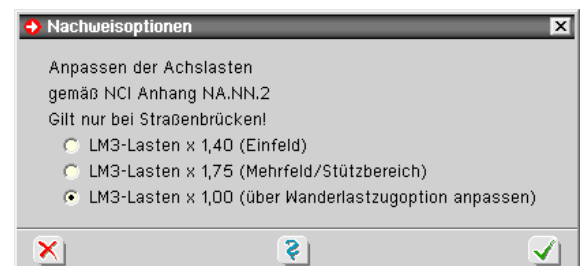 Nachweisoptionen
Anpassen der Achslasten
gemäß NCI Anhang NA.NN.2
Gilt nur bei Straßenbrücken!
LM3-Lasten x 1,40 (Einfeld)
LM3-Lasten x 1,75 (Mehrfeld/Stützbereich)
LM3-Lasten x 1,00 (über Wanderlastzugoption anpassen)